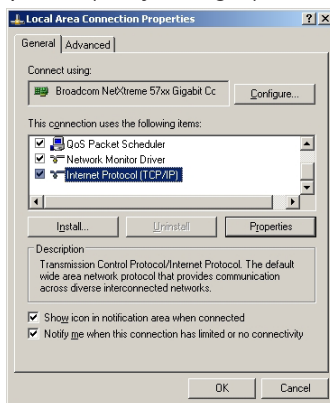 Local Area Connection Properties
General Advanced
Connect using:
Broadcom NetXtreme 57xx Gigabit Cc
Configure...
This connection uses the following items:
QoS Packet Scheduler
Network Monitor Driver
Internet Protocol (TCP/IP)
Install... Uninstall Properties
Description
Transmission Control Protocol/Internet Protocol. The default
wide area network protocol that provides communication
across diverse interconnected networks.
Show icon in notification area when connected
Notify me when this connection has limited or no connectivity
OK Cancel